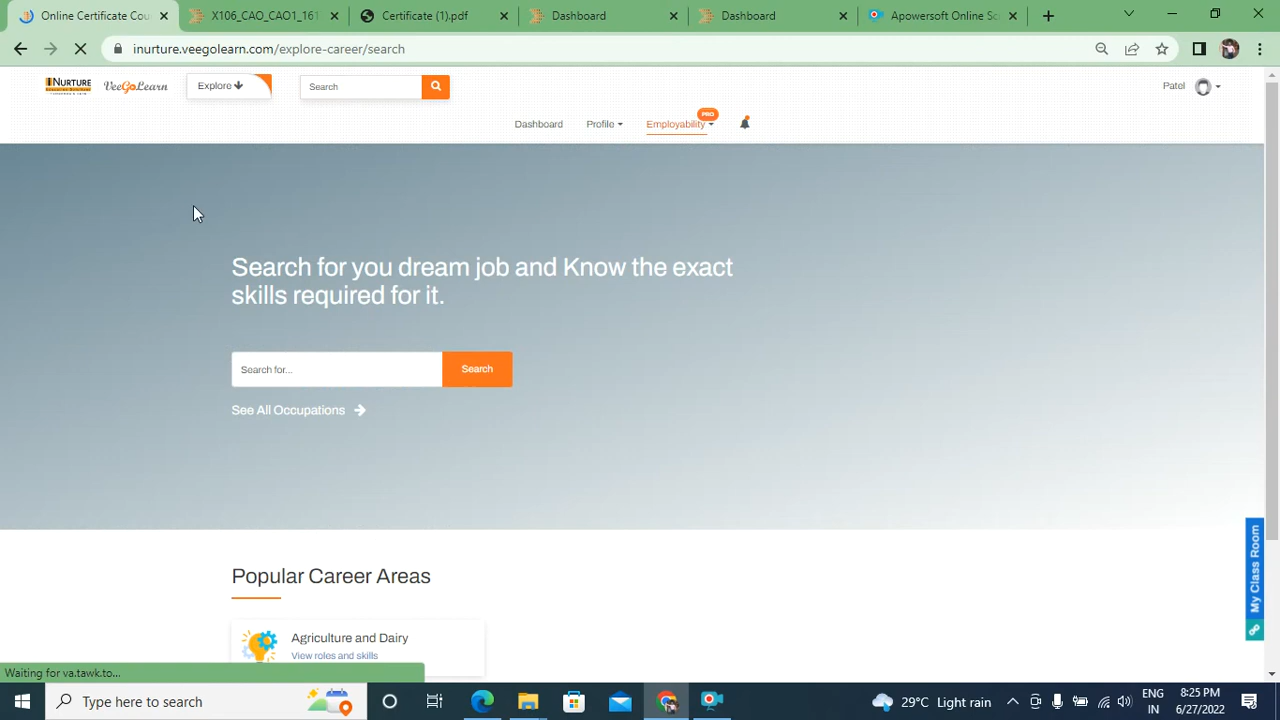 Online Certificate Cou
X106_CAO_CAO1_161
Certificate (1).pdf
Dashboard
Dashboard
Apowersoft Online Scr
inurture.veegolearn.com/explore-career/search
INURTURE
VeeGoLearn
Explore
Search
Patel
Dashboard
Profile
Employability
PRO
Search for you dream job and Know the exact
skills required for it.
Search for...
Search
See All Occupations
My Class Room
Popular Career Areas
Agriculture and Dairy
View roles and skills
Waiting for va.tawk.to...
Type here to search
29°C Light rain
ENG
IN
8:25 PM
6/27/2022